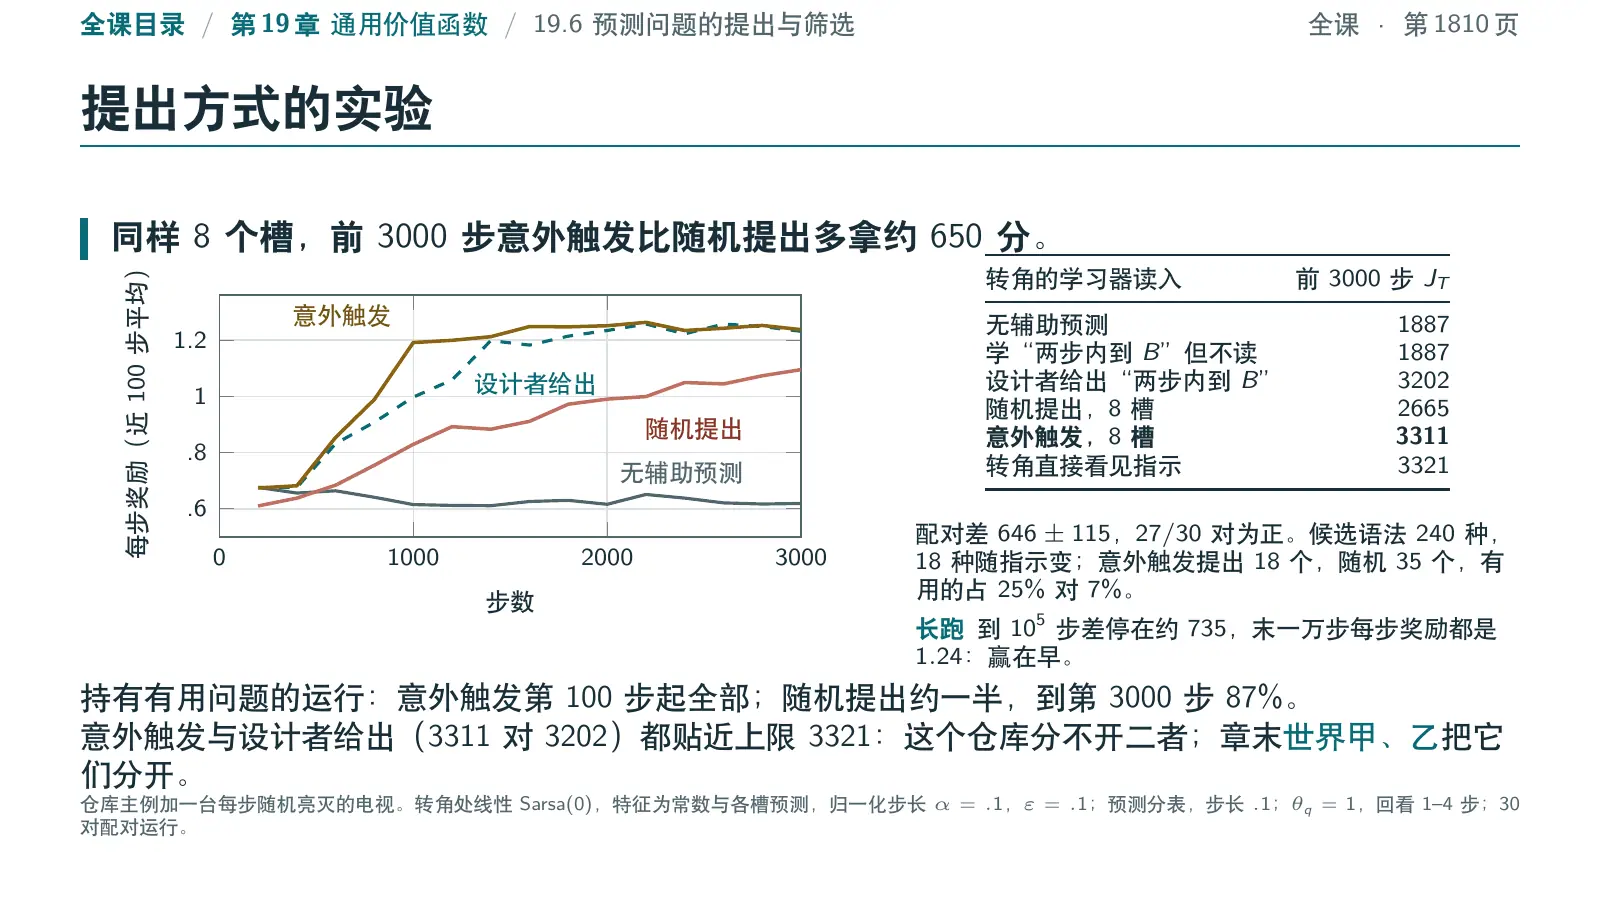 全课目录 / 第 19 章 通用价值函数 / 19.6 预测问题的提出与筛选
全课 · 第 1810 页
提出方式的实验
同样 8 个槽，前 3000 步意外触发比随机提出多拿约 650 分。
每步奖励（近 100 步平均）
1.2
1
.8
.6
0 1000 2000 3000
步数
意外触发
设计者给出
随机提出
无辅助预测
转角的学习器读入 前 3000 步 J_T
无辅助预测 1887
学“两步内到 B”但不读 1887
设计者给出“两步内到 B” 3202
随机提出，8 槽 2665
意外触发，8 槽 3311
转角直接看见指示 3321
配对差 646 ± 115，27/30 对为正。候选语法 240 种，
18 种随指示变；意外触发提出 18 个，随机 35 个，有
用的占 25% 对 7%。
长跑 到 10^5 步差停在约 735，末一万步每步奖励都是
1.24：赢在早。
持有有用问题的运行：意外触发第 100 步起全部；随机提出约一半，到第 3000 步 87%。
意外触发与设计者给出（3311 对 3202）都贴近上限 3321：这个仓库分不开二者；章末世界甲、乙把它
们分开。
仓库主例加一台每步随机亮灭的电视。转角处线性 Sarsa(0)，特征为常数与各槽预测，归一化步长 α = .1，ε = .1；预测分表，步长 .1；θ_q = 1，回看 1–4 步；30
对配对运行。